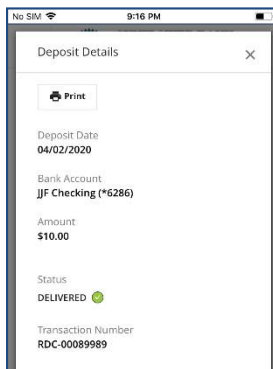 No SIM 9:16 PM
Deposit Details
Print
Deposit Date
04/02/2020
Bank Account
JJF Checking (*6286)
Amount
$10.00
Status
DELIVERED
Transaction Number
RDC-00089989